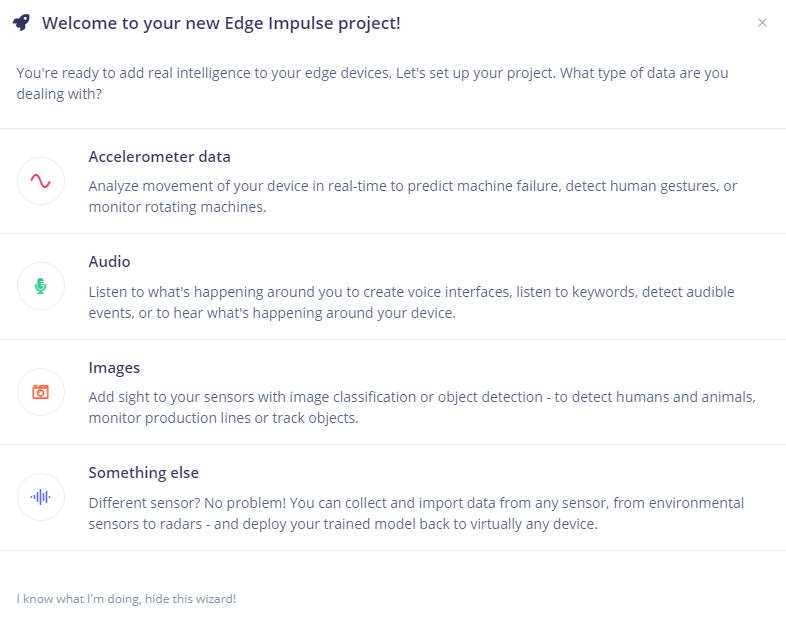 Welcome to your new Edge Impulse project!
You're ready to add real intelligence to your edge devices. Let's set up your project. What type of data are you
dealing with?
Accelerometer data
Analyze movement of your device in real-time to predict machine failure, detect human gestures, or
monitor rotating machines.
Audio
Listen to what's happening around you to create voice interfaces, listen to keywords, detect audible
events, or to hear what's happening around your device.
Images
Add sight to your sensors with image classification or object detection - to detect humans and animals,
monitor production lines or track objects.
Something else
Different sensor? No problem! You can collect and import data from any sensor, from environmental
sensors to radars - and deploy your trained model back to virtually any device.
I know what I'm doing, hide this wizard!